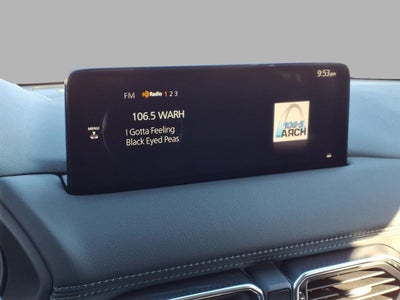 9:53pm
FM HD Radio 1 2 3
106.5 WARH
I Gotta Feeling
Black Eyed Peas
MENU
106.5
ARCH